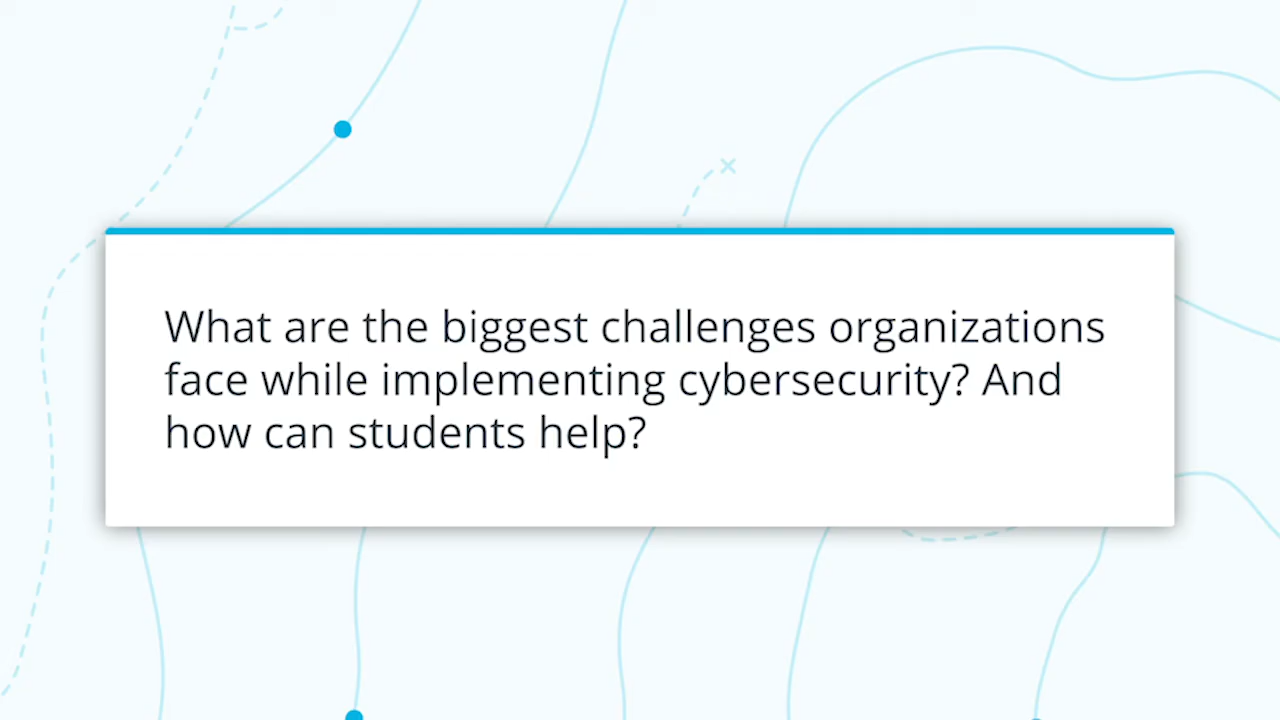 What are the biggest challenges organizations
face while implementing cybersecurity? And
how can students help?